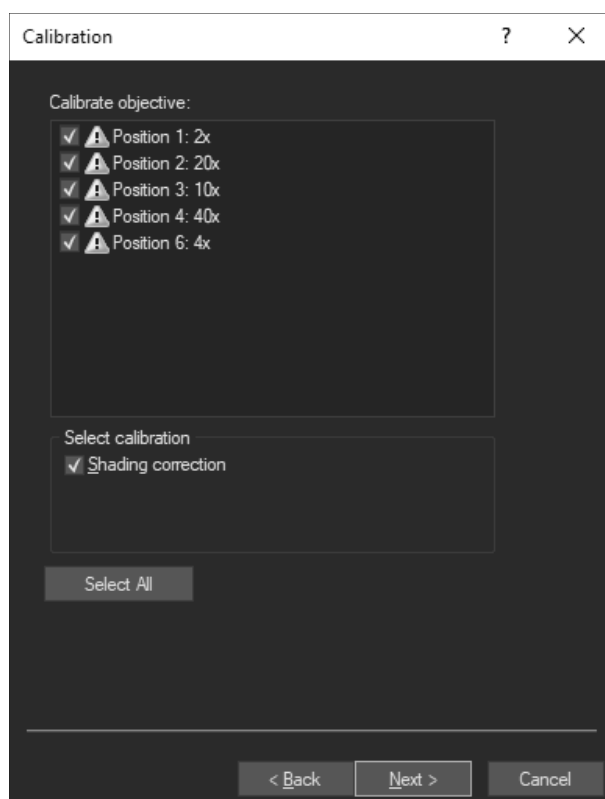 Calibration
Calibrate objective:
Position 1: 2x
Position 2: 20x
Position 3: 10x
Position 4: 40x
Position 6: 4x
Select calibration
Shading correction
Select All
< Back Next > Cancel